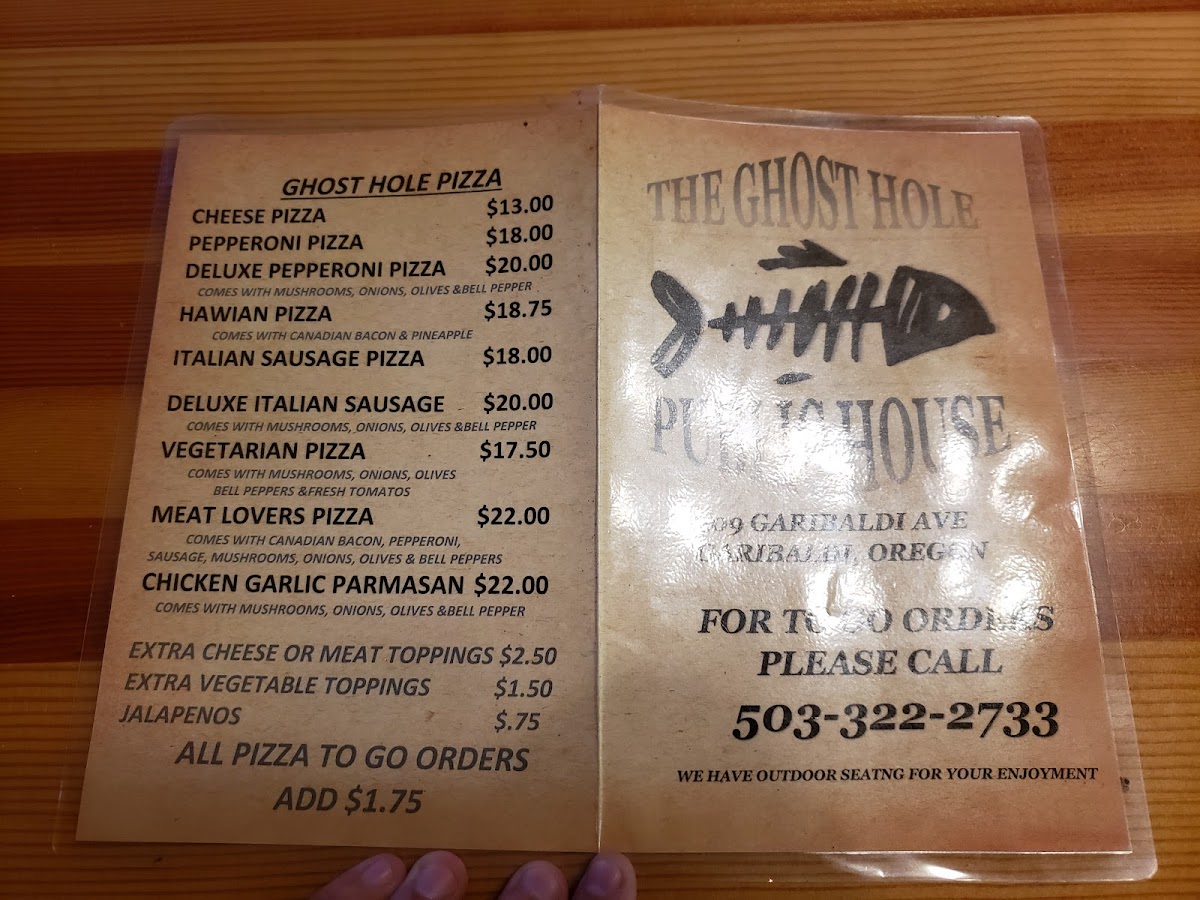 GHOST HOLE PIZZA
CHEESE PIZZA $13.00
PEPPERONI PIZZA $18.00
DELUXE PEPPERONI PIZZA $20.00
COMES WITH MUSHROOMS, ONIONS, OLIVES &BELL PEPPER
HAWIAN PIZZA $18.75
COMES WITH CANADIAN BACON & PINEAPPLE
ITALIAN SAUSAGE PIZZA $18.00
DELUXE ITALIAN SAUSAGE $20.00
COMES WITH MUSHROOMS, ONIONS, OLIVES &BELL PEPPER
VEGETARIAN PIZZA $17.50
COMES WITH MUSHROOMS, ONIONS, OLIVES
BELL PEPPERS &FRESH TOMATOS
MEAT LOVERS PIZZA $22.00
COMES WITH CANADIAN BACON, PEPPERONI,
SAUSAGE, MUSHROOMS, ONIONS, OLIVES & BELL PEPPERS
CHICKEN GARLIC PARMASAN $22.00
COMES WITH MUSHROOMS, ONIONS, OLIVES &BELL PEPPER
EXTRA CHEESE OR MEAT TOPPINGS $2.50
EXTRA VEGETABLE TOPPINGS $1.50
JALAPENOS $.75
ALL PIZZA TO GO ORDERS
ADD $1.75
THE GHOST HOLE
PUBLIC HOUSE
GARIBALDI AVE
GARIBALDI, OREGON
FOR TO GO ORDERS
PLEASE CALL
503-322-2733
WE HAVE OUTDOOR SEATNG FOR YOUR ENJOYMENT